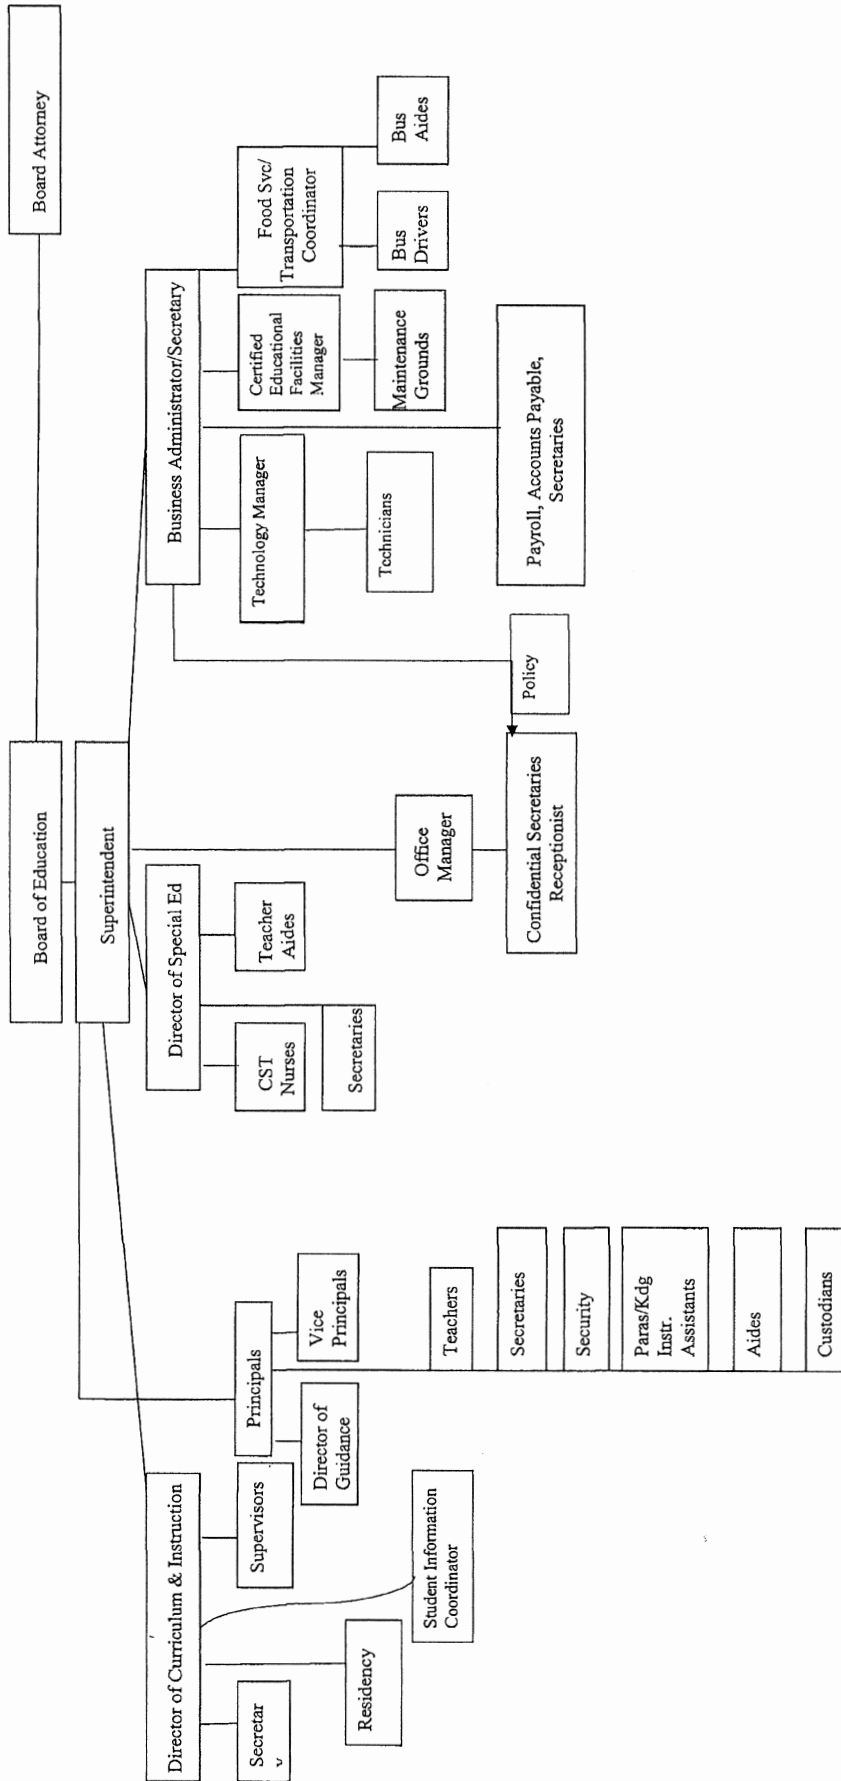 Board of Education
Board Attorney
Superintendent
Director of Curriculum & Instruction
Director of Special Ed
Business Administrator/Secretary
Secretar
y
Supervisors
Principals
CST
Nurses
Teacher
Aides
Technology Manager
Certified
Educational
Facilities
Manager
Food Svc/
Transportation
Coordinator
Residency
Director of
Guidance
Vice
Principals
Secretaries
Office
Manager
Technicians
Maintenance
Grounds
Bus
Drivers
Bus
Aides
Student Information
Coordinator
Teachers
Secretaries
Security
Paras/Kdg
Instr.
Assistants
Aides
Custodians
Confidential Secretaries
Receptionist
Policy
Payroll, Accounts Payable,
Secretaries